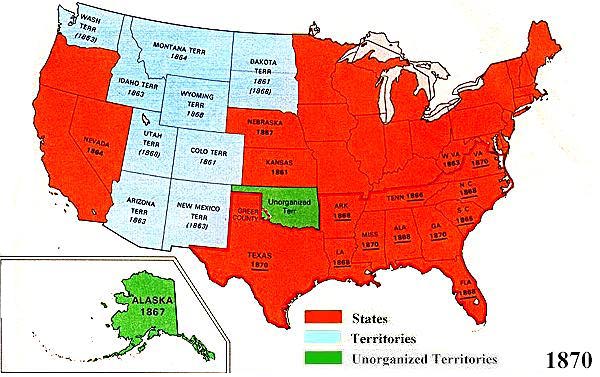 WASH
TERR
(1863)
MONTANA TERR
1864
DAKOTA
TERR
1861
(1868)
IDAHO TERR
1863
WYOMING
TERR
1868
NEBRASKA
1867
NEVADA
1864
UTAH
TERR
(1868)
COLO TERR
1861
KANSAS
1861
W.VA
1863
VA
1870
ARIZONA
TERR
1863
NEW MEXICO
TERR
(1863)
GREER
COUNTY
Unorganized
Terr
ARK
1868
TENN 1866
N.C.
1868
S.C.
1868
MISS
1870
ALA
1868
GA
1870
TEXAS
1870
LA
1868
FLA
1868
ALASKA
1867
States
Territories
Unorganized Territories
1870